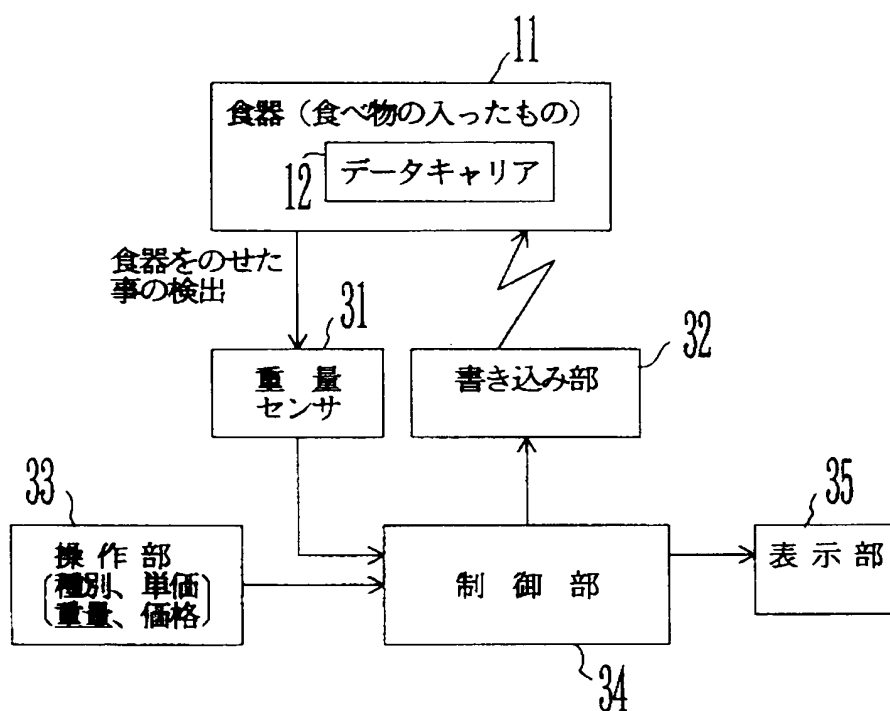 11
食器（食べ物の入ったもの）
12
データキャリア
食器をのせた
事の検出
31
重量
センサ
32
書き込み部
33
操作部
種別、単価
重量、価格
制御部
34
35
表示部